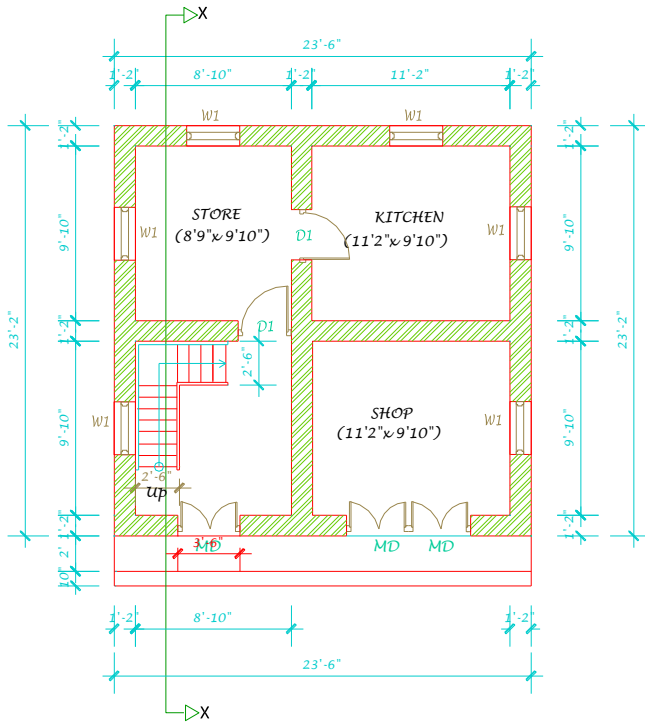 X
23'-6"
1'-2" 8'-10" 1'-2" 11'-2" 1'-2"
W1 W1
1'-2" 1'-2"
STORE KITCHEN
(8'9"x9'10") D1 (11'2"x9'10")
W1 W1
9'-10" 9'-10"
23'-2" 23'-2"
1'-2" D1 1'-2"
2'-6"
SHOP
(11'2"x9'10")
W1 W1
9'-10" 9'-10"
2'-6"
Up
1'-2" 1'-2"
MD MD MD
3'-6"
2'
10"
1'-2" 8'-10" 1'-2"
23'-6"
X